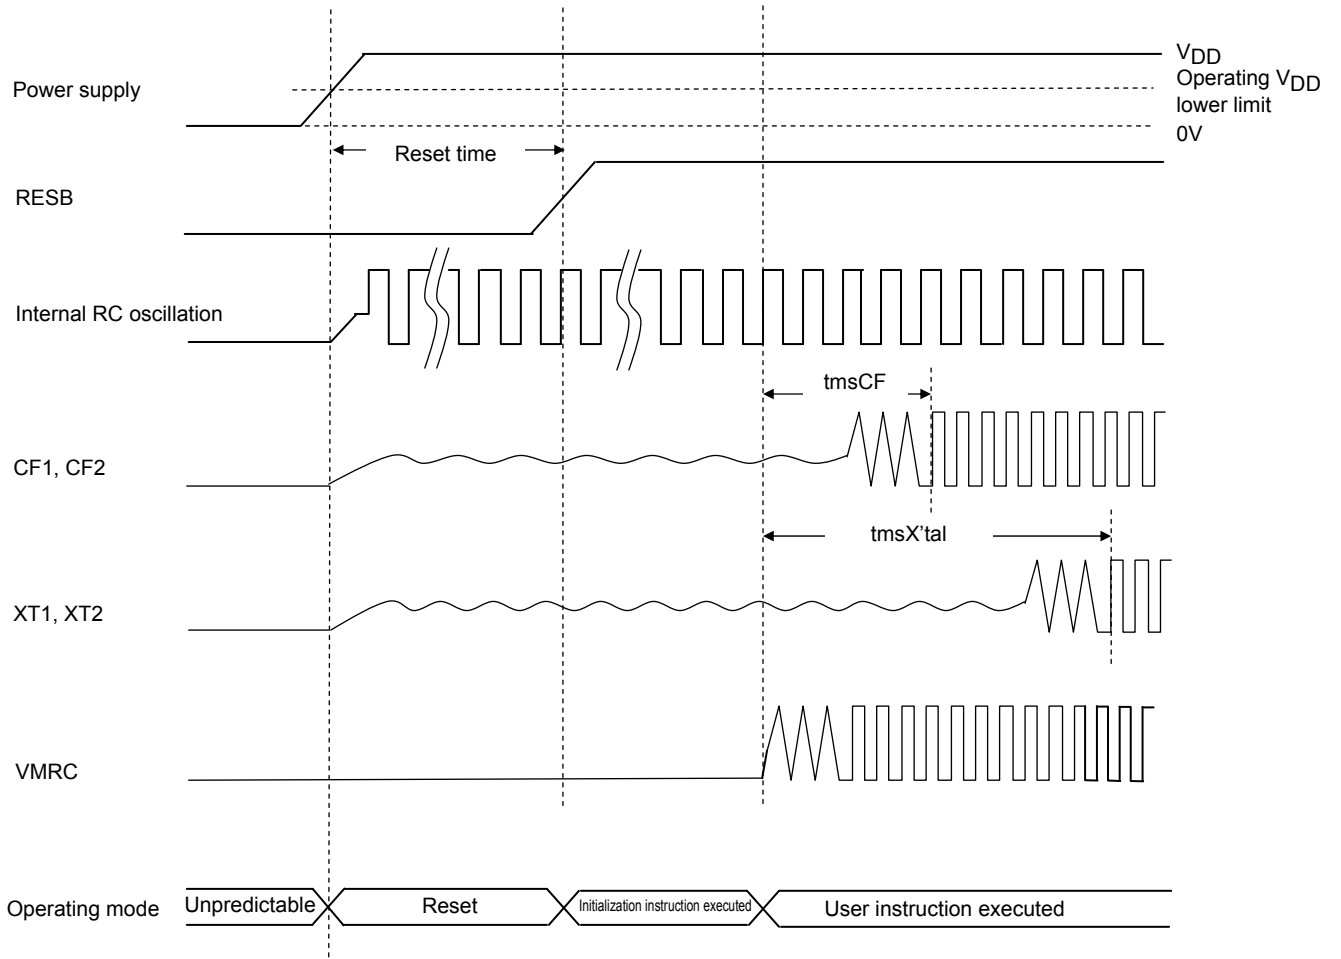 VDD
Power supply
Operating VDD
lower limit
0V
Reset time
RESB
Internal RC oscillation
tmsCF
CF1, CF2
tmsX'tal
XT1, XT2
VMRC
Operating mode
Unpredictable
Reset
Initialization instruction executed
User instruction executed